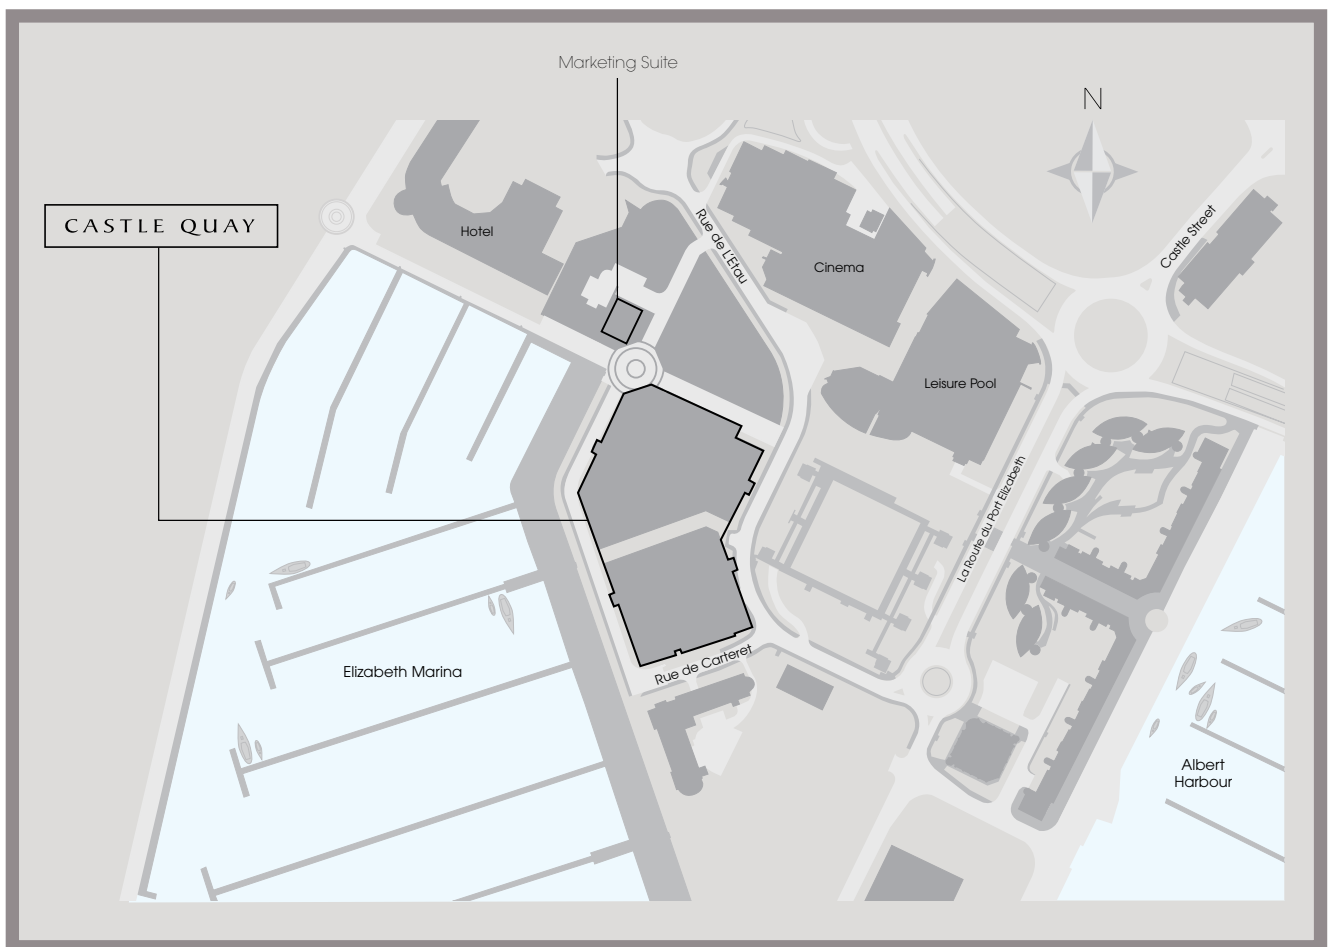 Marketing Suite
N
CASTLE QUAY
Hotel
Rue de L'Etau
Cinema
Castle Street
Leisure Pool
La Route du Port Elizabeth
Rue de Carteret
Elizabeth Marina
Albert
Harbour